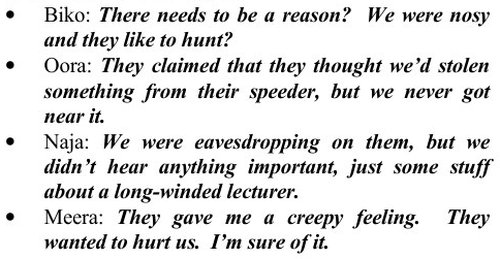 • Biko: There needs to be a reason? We were nosy
and they like to hunt?
• Oora: They claimed that they thought we’d stolen
something from their speeder, but we never got
near it.
• Naja: We were eavesdropping on them, but we
didn’t hear anything important, just some stuff
about a long-winded lecturer.
• Meera: They gave me a creepy feeling. They
wanted to hurt us. I’m sure of it.